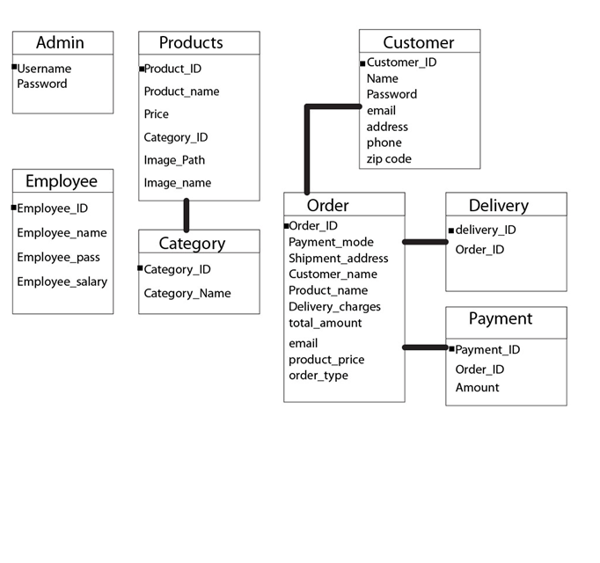 Admin
Username
Password
Products
Product_ID
Product_name
Price
Category_ID
Image_Path
Image_name
Customer
Customer_ID
Name
Password
email
address
phone
zip code
Employee
Employee_ID
Employee_name
Employee_pass
Employee_salary
Category
Category_ID
Category_Name
Order
Order_ID
Payment_mode
Shipment_address
Customer_name
Product_name
Delivery_charges
total_amount
email
product_price
order_type
Delivery
delivery_ID
Order_ID
Payment
Payment_ID
Order_ID
Amount